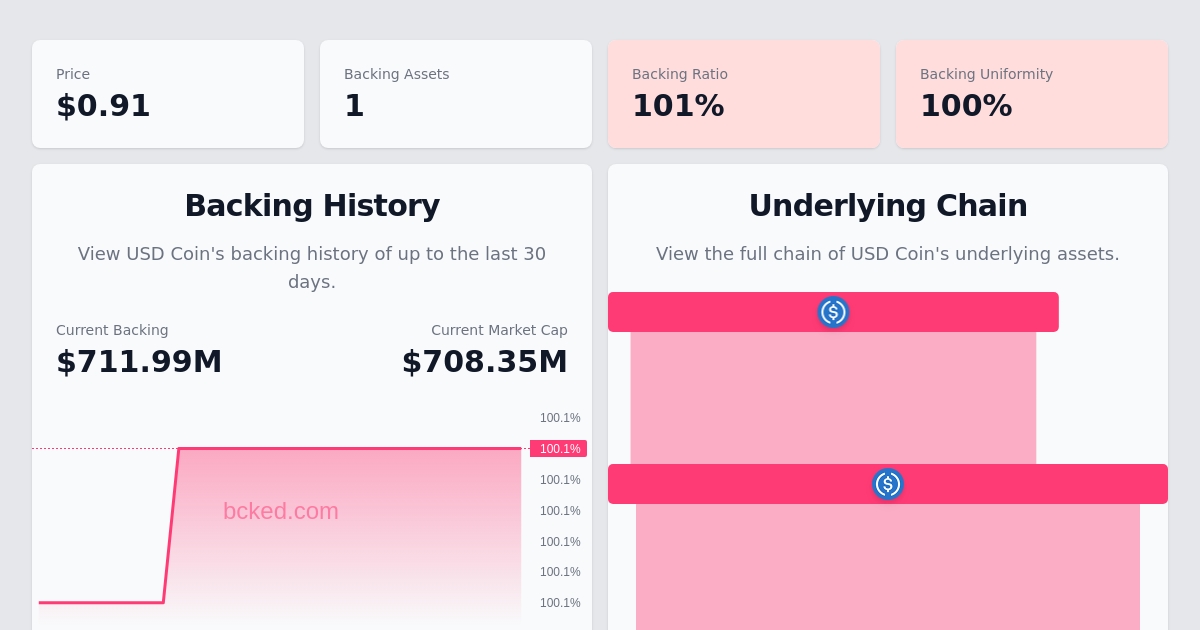 Price
$0.91
Backing Assets
1
Backing Ratio
101%
Backing Uniformity
100%
Backing History
View USD Coin's backing history of up to the last 30
days.
Current Backing
$711.99M
Current Market Cap
$708.35M
100.1%
100.1%
100.1%
100.1%
100.1%
100.1%
100.1%
bcked.com
Underlying Chain
View the full chain of USD Coin's underlying assets.
$
$